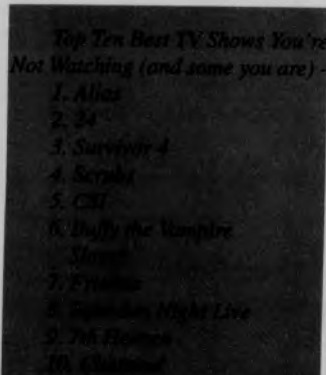 Top Ten Best TV Shows You're
Not Watching (and some you are) -
1. Alias
2. 24
3. Survivor 4
4. Scrubs
5. CSI
6. Buffy the Vampire
Slayer
7. Friends
8. Saturday Night Live
9. 7th Heaven
10. Charmed